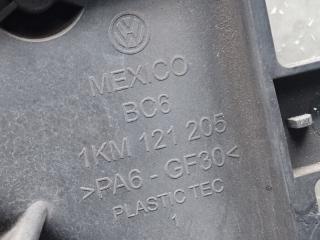 MEXICO
BC6
1KM 121 205
>PA6 - GF30<
PLASTIC TEC
1